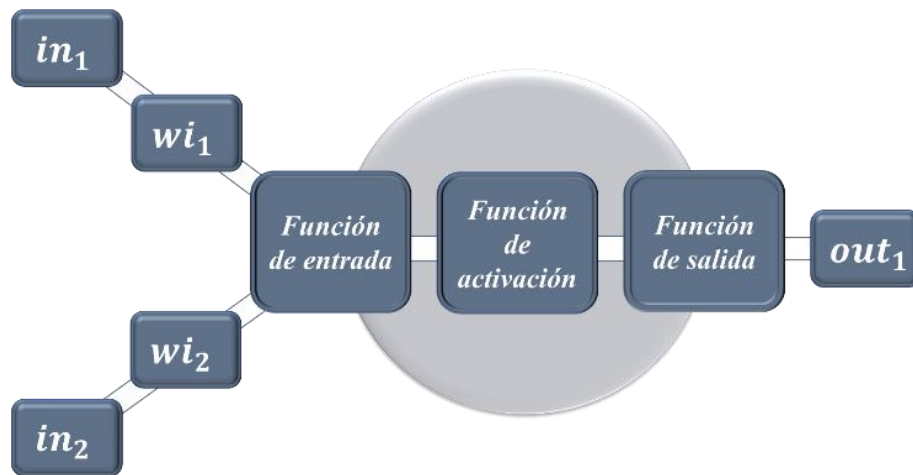 in₁
wi₁
Función
de entrada
Función
de
activación
Función
de salida
out₁
wi₂
in₂